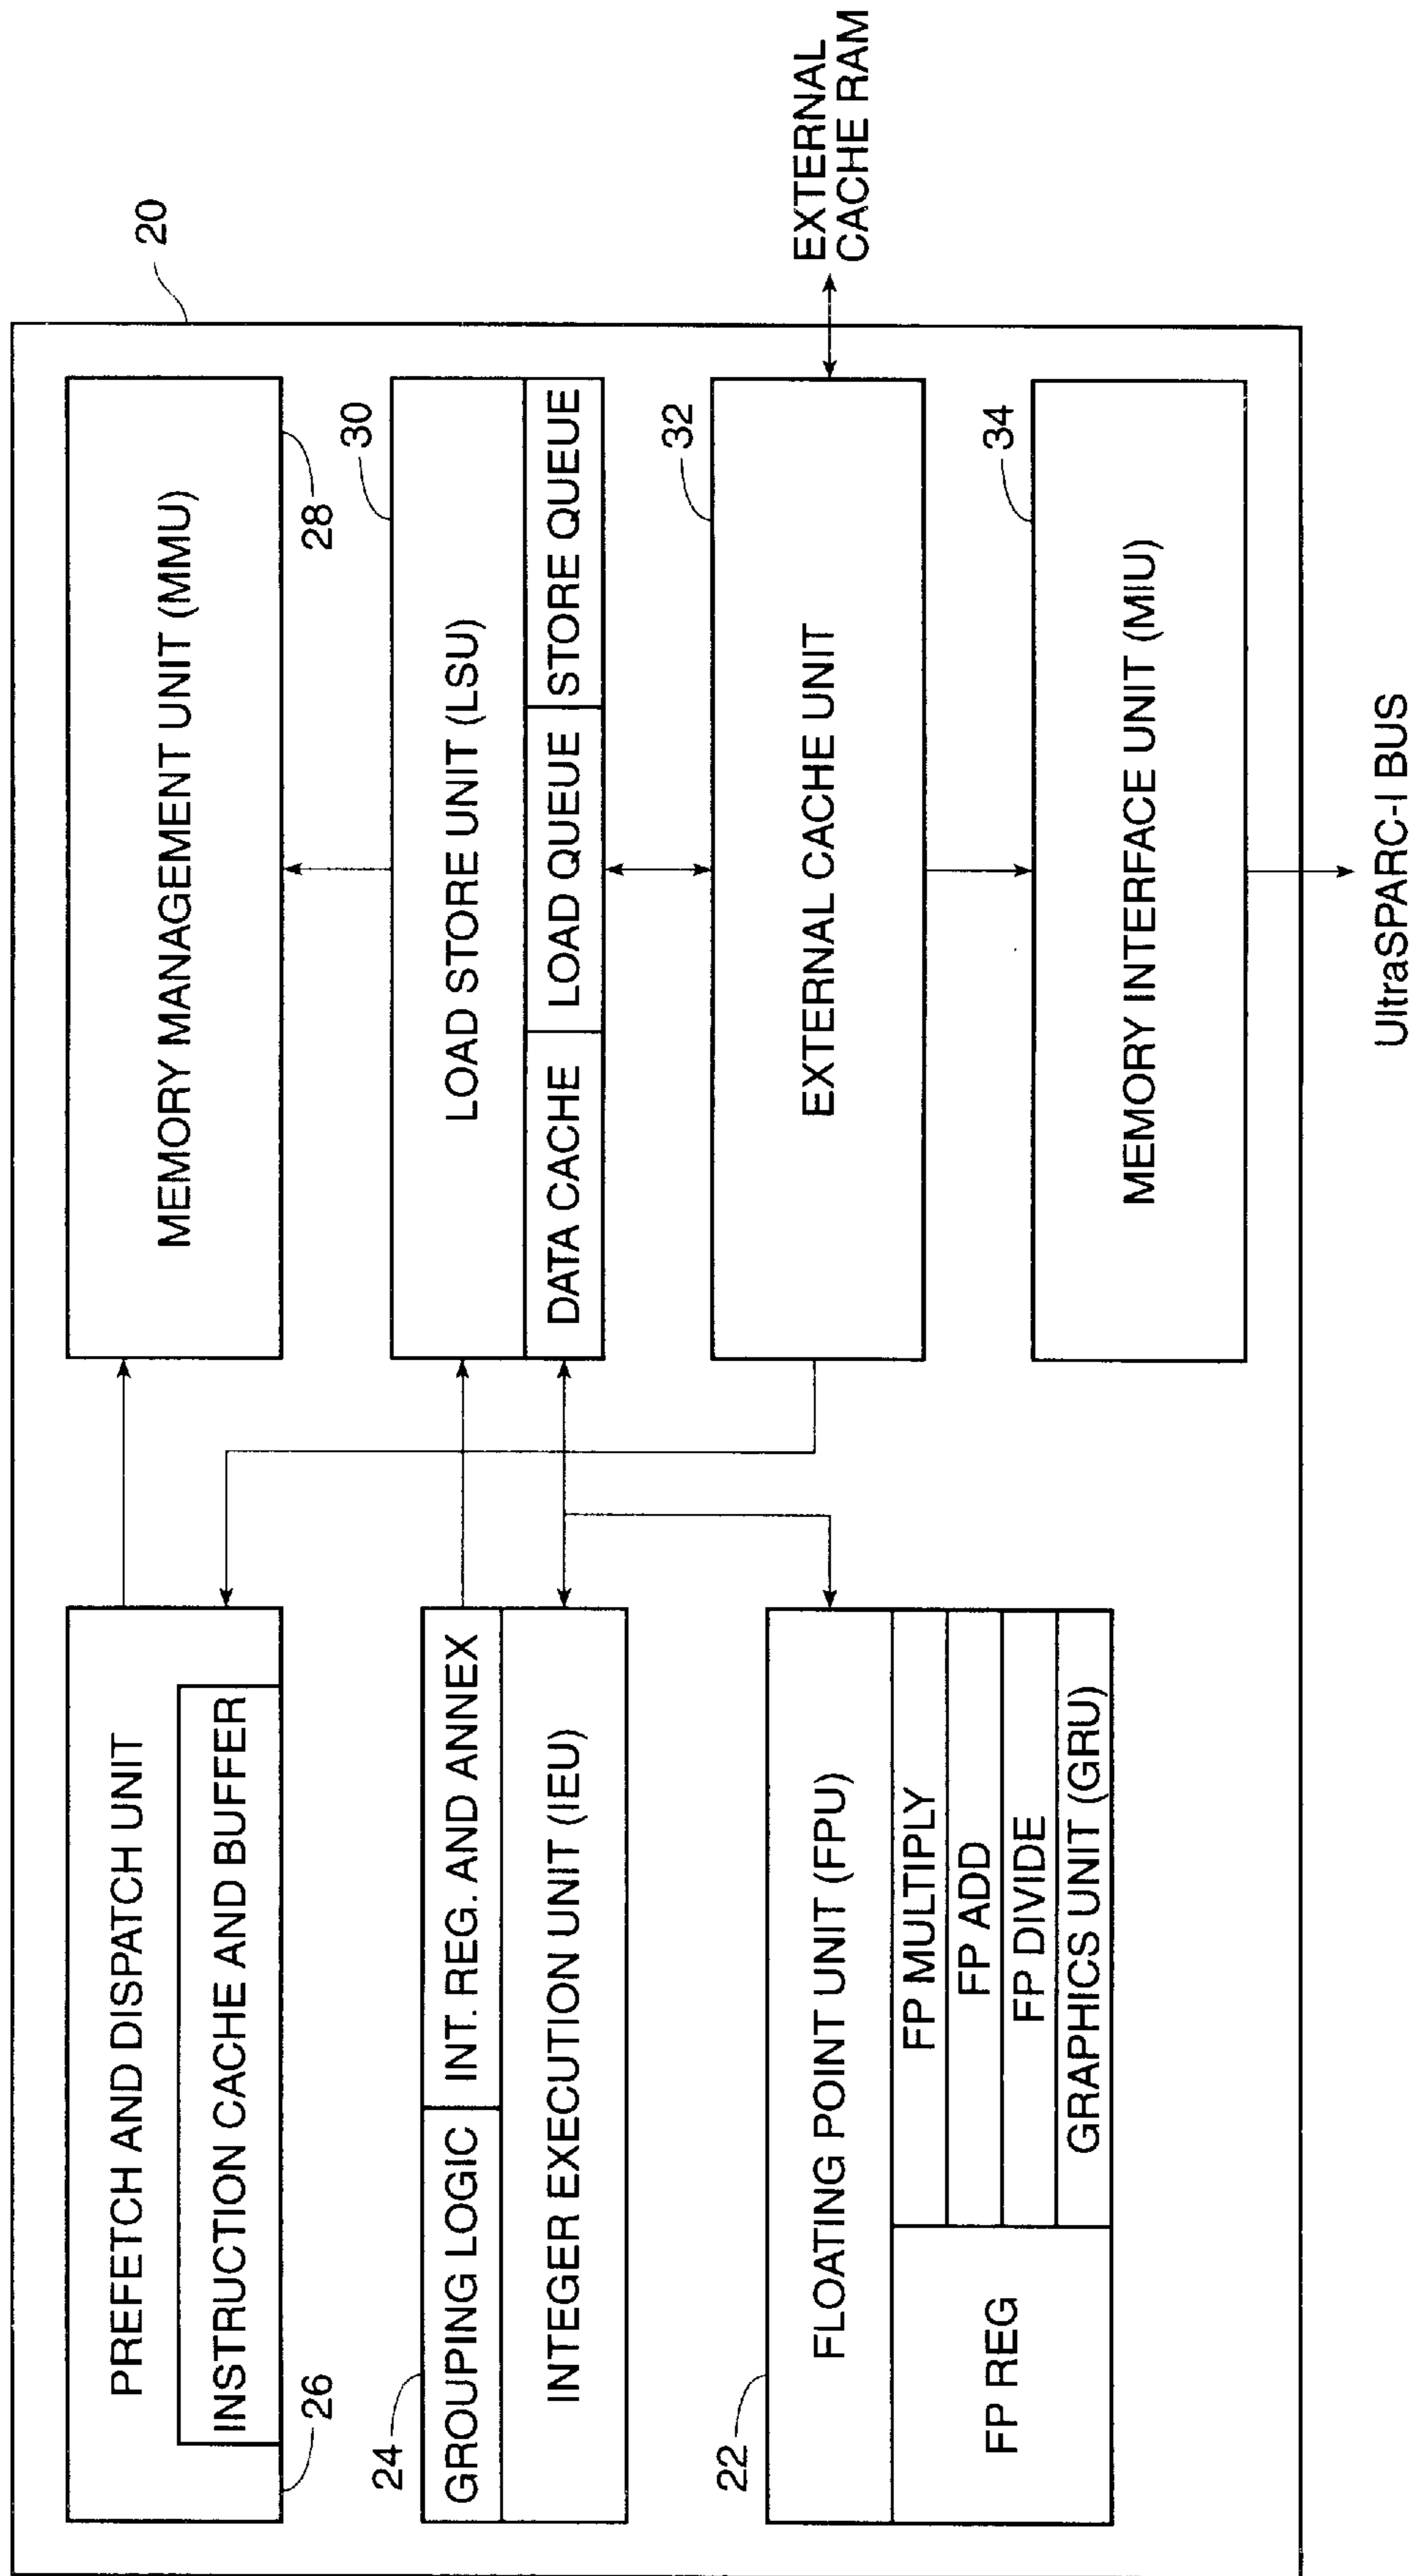 20
PREFETCH AND DISPATCH UNIT
INSTRUCTION CACHE AND BUFFER
26
MEMORY MANAGEMENT UNIT (MMU)
28
24
GROUPING LOGIC
INT. REG. AND ANNEX
INTEGER EXECUTION UNIT (IEU)
30
LOAD STORE UNIT (LSU)
DATA CACHE
LOAD QUEUE
STORE QUEUE
22
FLOATING POINT UNIT (FPU)
FP REG
FP MULTIPLY
FP ADD
FP DIVIDE
GRAPHICS UNIT (GRU)
32
EXTERNAL CACHE UNIT
EXTERNAL
CACHE RAM
34
MEMORY INTERFACE UNIT (MIU)
UltraSPARC-I BUS